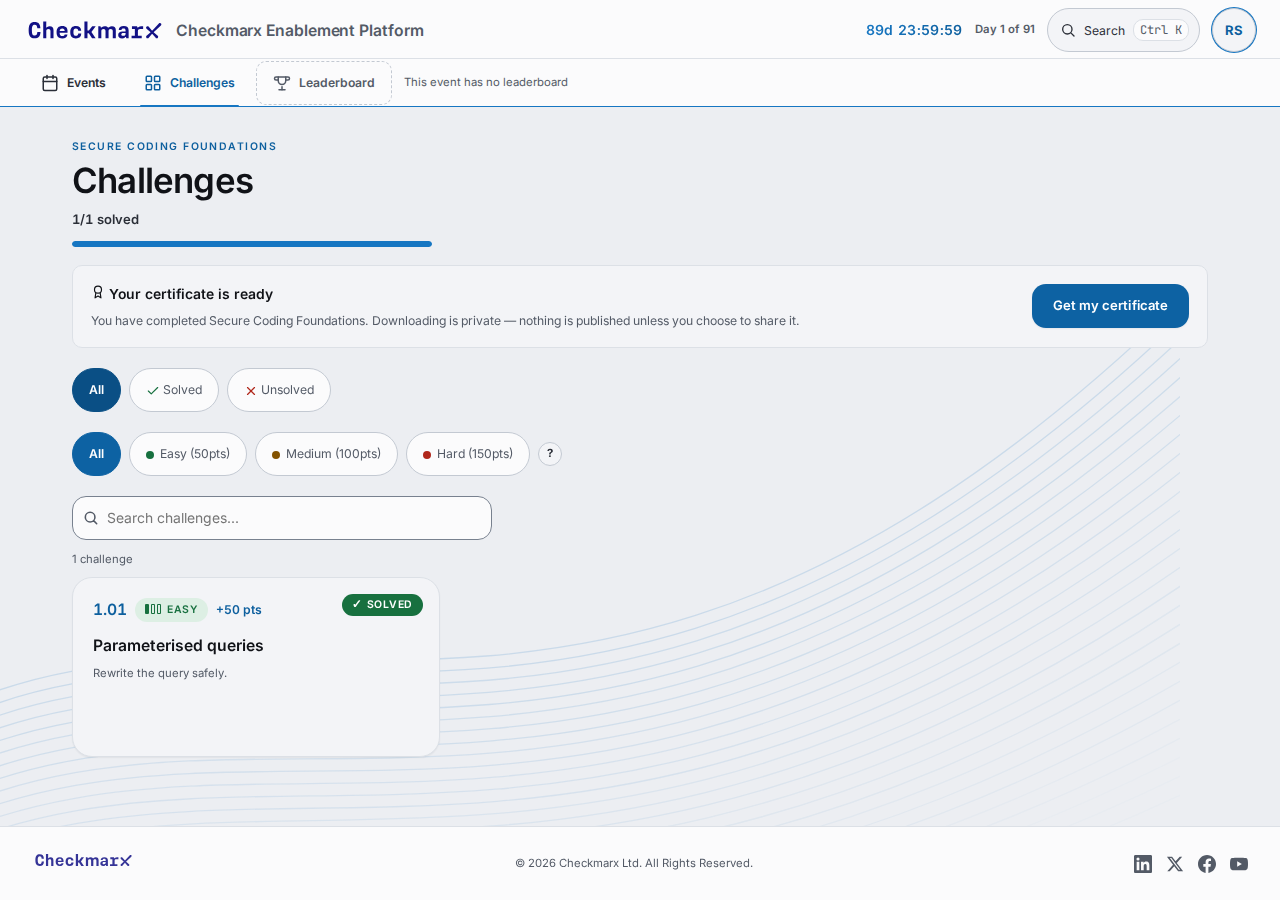 Checkmarx Checkmarx Enablement Platform 89d 23:59:59 Day 1 of 91 Search Ctrl K RS
Events Challenges Leaderboard This event has no leaderboard
SECURE CODING FOUNDATIONS
Challenges
1/1 solved
Your certificate is ready
You have completed Secure Coding Foundations. Downloading is private — nothing is published unless you choose to share it.
Get my certificate
All Solved Unsolved
All Easy (50pts) Medium (100pts) Hard (150pts) ?
Search challenges...
1 challenge
1.01 EASY +50 pts ✓ SOLVED
Parameterised queries
Rewrite the query safely.
Checkmarx © 2026 Checkmarx Ltd. All Rights Reserved.